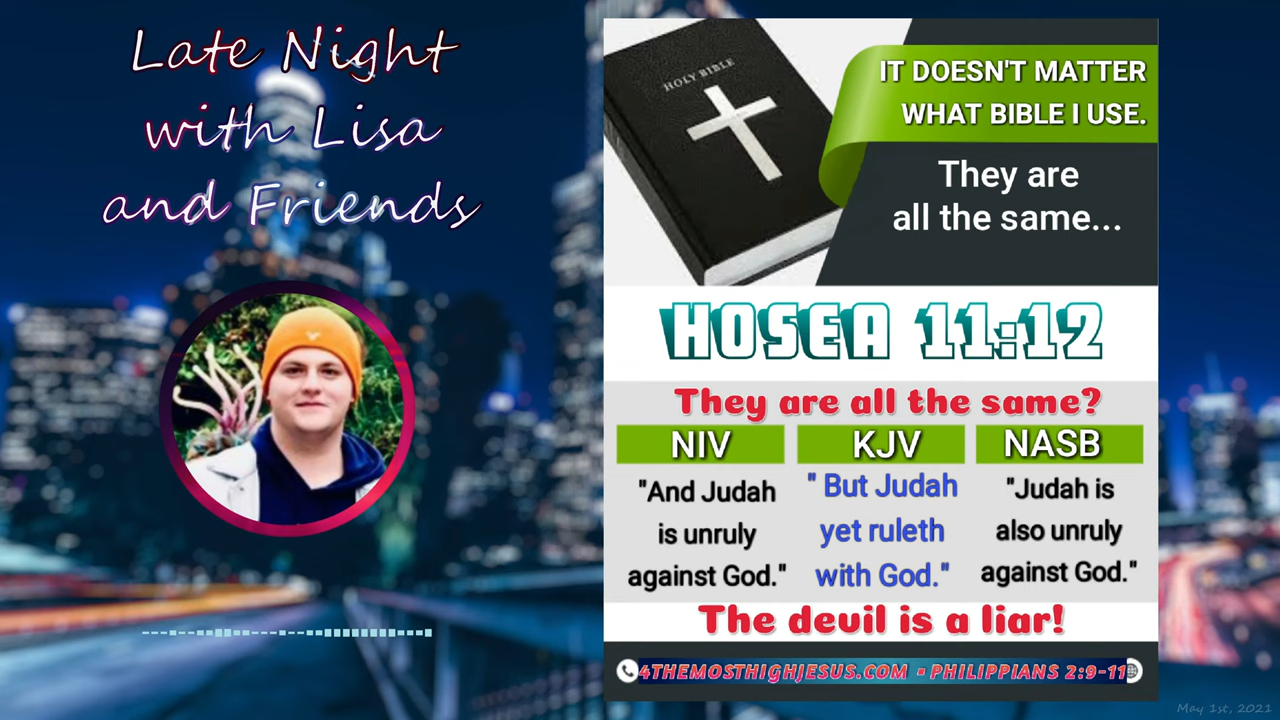 Late Night
with Lisa
and Friends
HOLY BIBLE
IT DOESN'T MATTER
WHAT BIBLE I USE.
They are
all the same...
HOSEA 11:12
They are all the same?
NIV KJV NASB
"And Judah " But Judah "Judah is
is unruly yet ruleth also unruly
against God." with God." against God."
The devil is a liar!
4THEMOSTHIGHJESUS.COM - PHILIPPIANS 2:9-11
May 1st, 2021